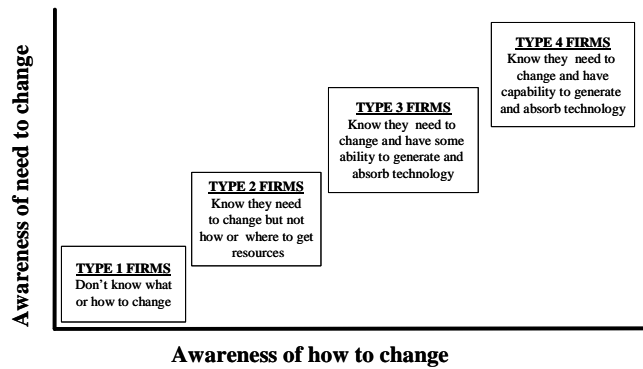 Awareness of need to change
TYPE 4 FIRMS
Know they need to
change and have
capability to generate
and absorb technology
TYPE 3 FIRMS
Know they need to
change and have some
ability to generate and
absorb technology
TYPE 2 FIRMS
Know they need
to change but not
how or where to get
resources
TYPE 1 FIRMS
Don't know what
or how to change
Awareness of how to change